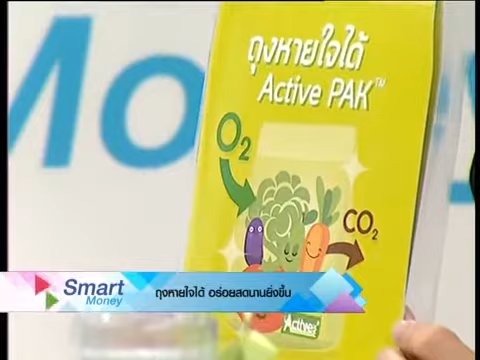 Mo
ถุงหายใจได้
Active PAK™
O2
CO2
Active
Smart
Money
ถุงหายใจได้ อร่อยสดนานยิ่งขึ้น